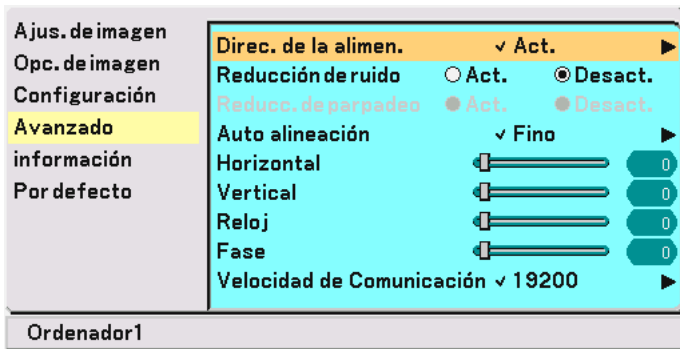 Ajus. de imagen
Opc. de imagen
Configuración
Avanzado
información
Por defecto
Direc. de la alimen. ✓ Act. ▶
Reducción de ruido Act. Desact.
Reducc. de parpadeo Act. Desact.
Auto alineación ✓ Fino ▶
Horizontal 0
Vertical 0
Reloj 0
Fase 0
Velocidad de Comunicación ✓ 19200 ▶
Ordenador1